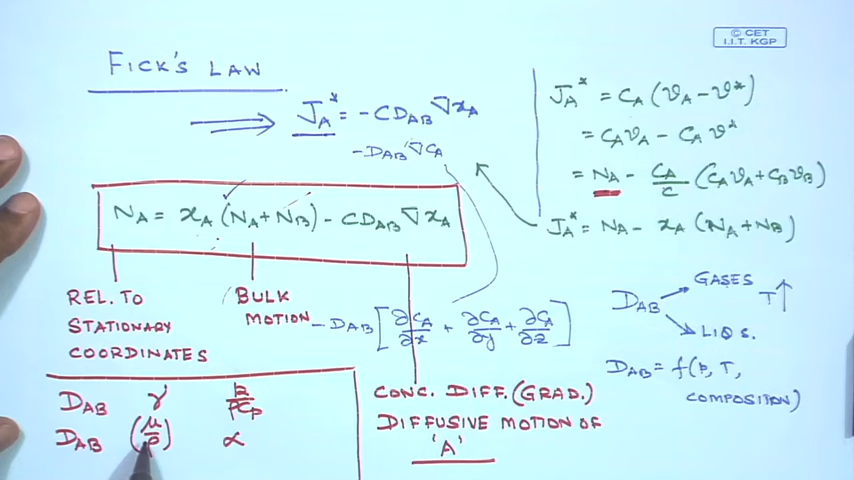 © CET
I.I.T. KGP
FICK'S LAW
J_A* = -CD_AB ∇x_A
-D_AB ∇C_A
N_A = x_A (N_A + N_B) - CD_AB ∇x_A
REL. TO
STATIONARY
COORDINATES
BULK
MOTION
-D_AB [∂C_A/∂x + ∂C_A/∂y + ∂C_A/∂z]
CONC. DIFF. (GRAD.)
DIFFUSIVE MOTION OF
'A'
D_AB γ k/ρC_p
D_AB (μ/ρ) α
J_A* = C_A (v_A - v*)
= C_A v_A - C_A v*
= N_A - C_A/C (C_A v_A + C_B v_B)
J_A* = N_A - x_A (N_A + N_B)
D_AB GASES T↑
LIQS.
D_AB = f(P, T,
COMPOSITION)